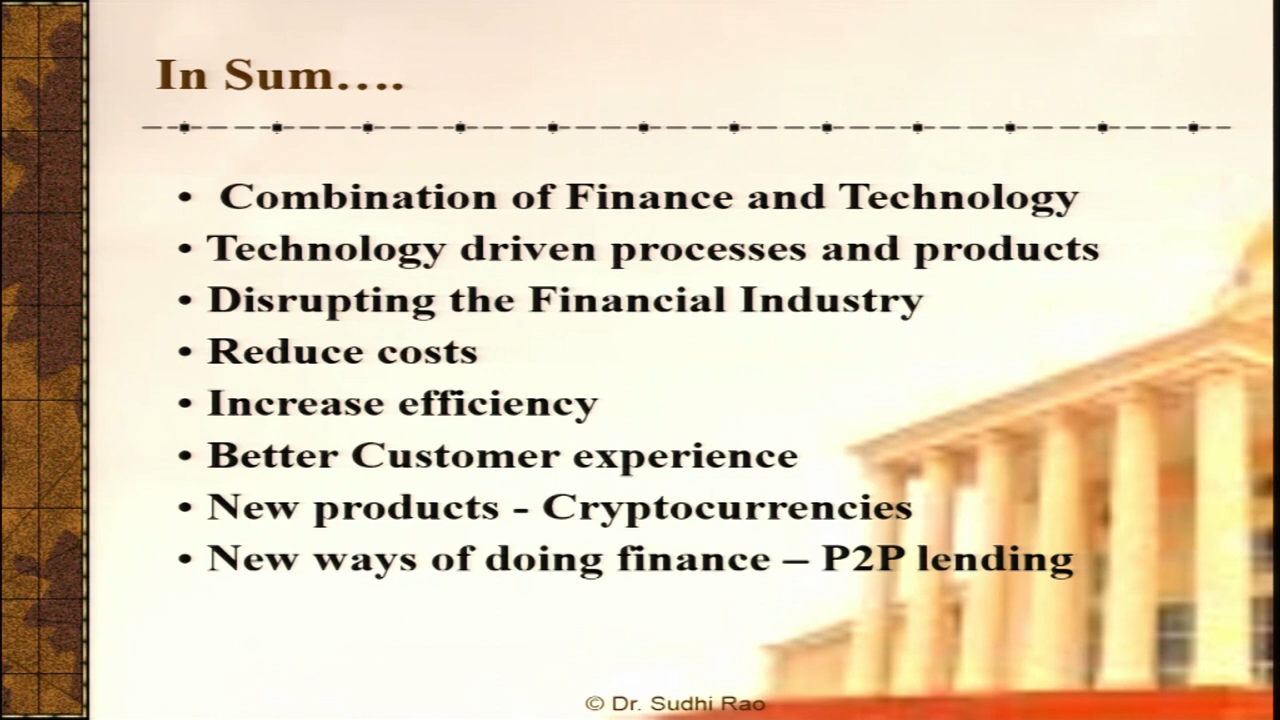 In Sum….
• Combination of Finance and Technology
• Technology driven processes and products
• Disrupting the Financial Industry
• Reduce costs
• Increase efficiency
• Better Customer experience
• New products - Cryptocurrencies
• New ways of doing finance – P2P lending
© Dr. Sudhi Rao